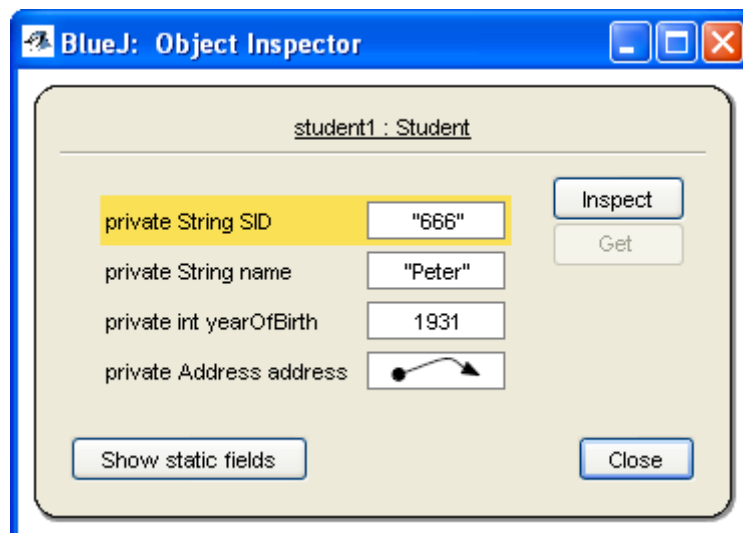 BlueJ: Object Inspector
student1 : Student
private String SID "666"
Inspect
private String name "Peter"
Get
private int yearOfBirth 1931
private Address address
Show static fields
Close